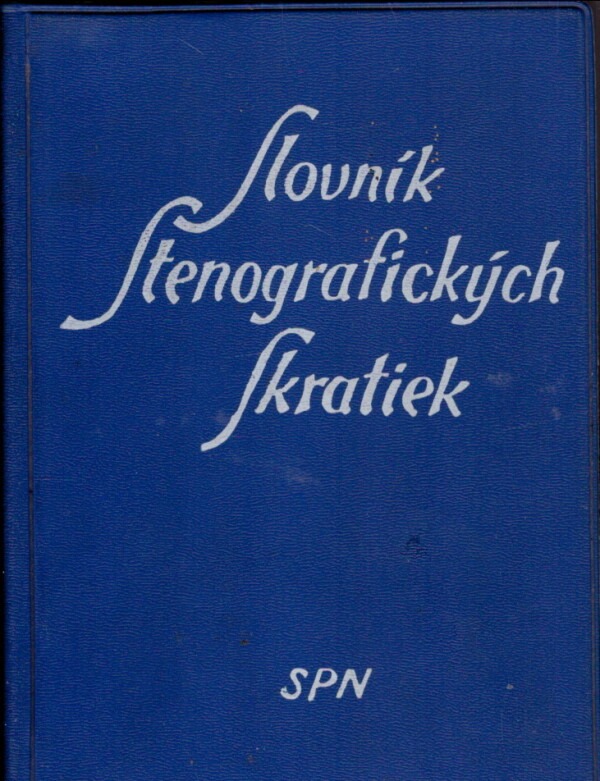 Slovník
Stenografických
Skratiek
SPN